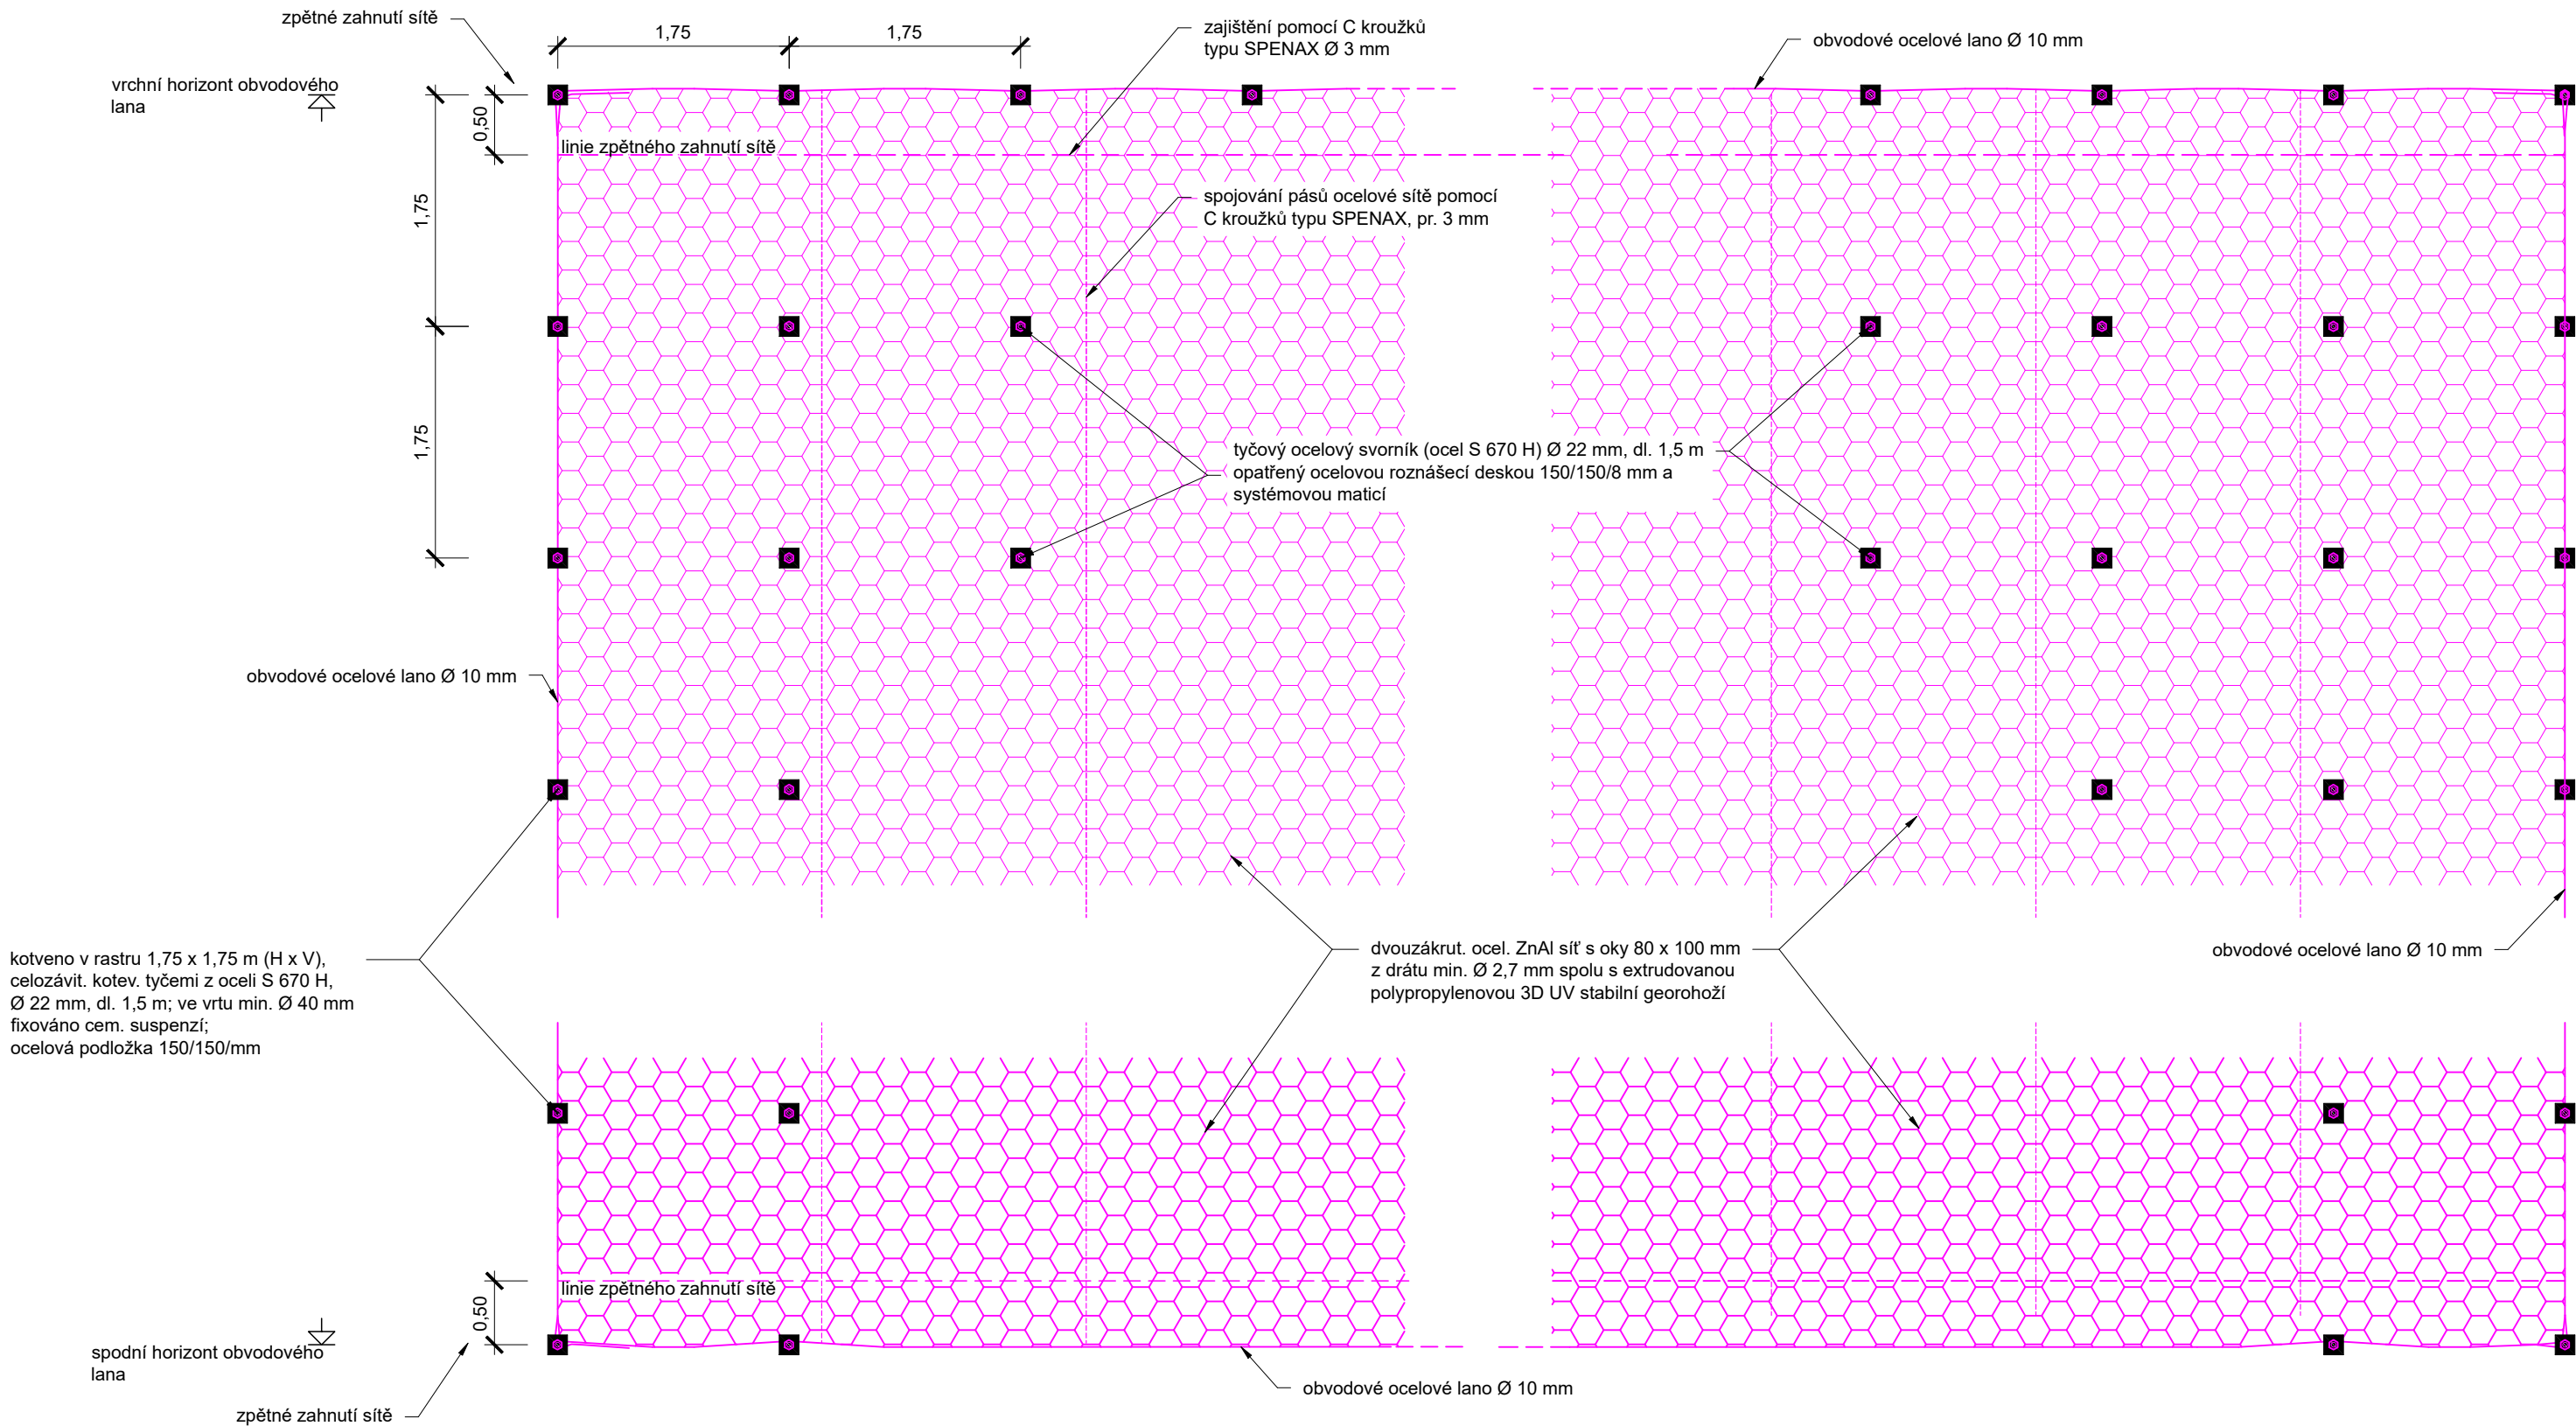 zpětné zahnutí sítě
1,75
1,75
zajištění pomocí C kroužků
typu SPENAX Ø 3 mm
obvodové ocelové lano Ø 10 mm
vrchní horizont obvodového
lana
0,50
linie zpětného zahnutí sítě
1,75
spojování pásů ocelové sítě pomocí
C kroužků typu SPENAX, pr. 3 mm
1,75
tyčový ocelový svorník (ocel S 670 H) Ø 22 mm, dl. 1,5 m
opatřený ocelovou roznášecí deskou 150/150/8 mm a
systémovou maticí
obvodové ocelové lano Ø 10 mm
kotveno v rastru 1,75 x 1,75 m (H x V),
celozávit. kotev. tyčemi z oceli S 670 H,
Ø 22 mm, dl. 1,5 m; ve vrtu min. Ø 40 mm
fixováno cem. suspenzí;
ocelová podložka 150/150/mm
dvouzákrut. ocel. ZnAl síť s oky 80 x 100 mm
z drátu min. Ø 2,7 mm spolu s extrudovanou
polypropylenovou 3D UV stabilní georohoží
obvodové ocelové lano Ø 10 mm
linie zpětného zahnutí sítě
0,50
spodní horizont obvodového
lana
obvodové ocelové lano Ø 10 mm
zpětné zahnutí sítě